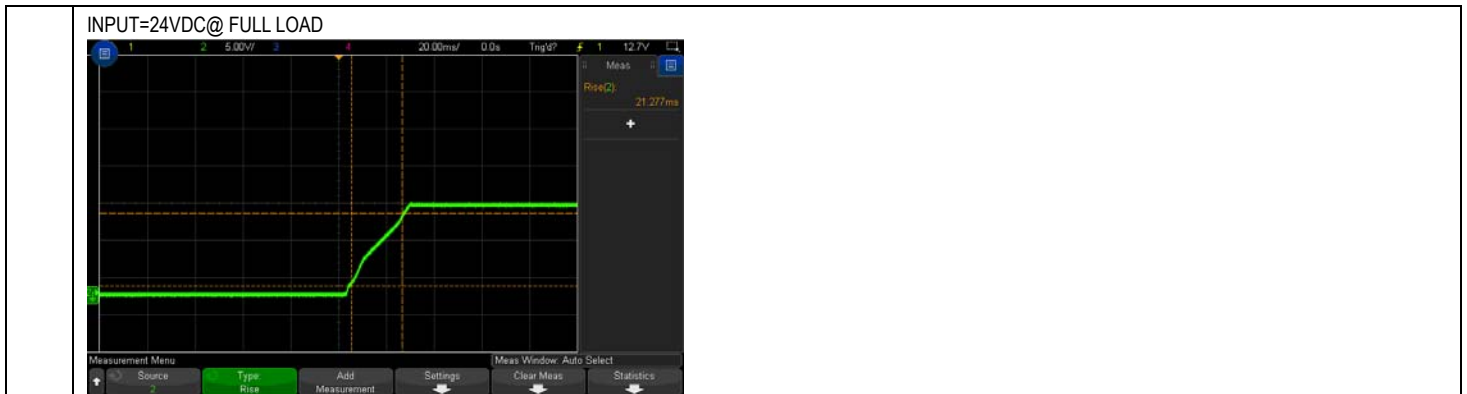 INPUT=24VDC@ FULL LOAD
1 2 5.00V/ 3 4 20.00ms/ 0.0s Trig'd? 1 12.7V
Meas
Rise(2):
21.277ms
+
Measurement Menu Meas Window: Auto Select
Source Type: Add Settings Clear Meas Statistics
2 Rise Measurement